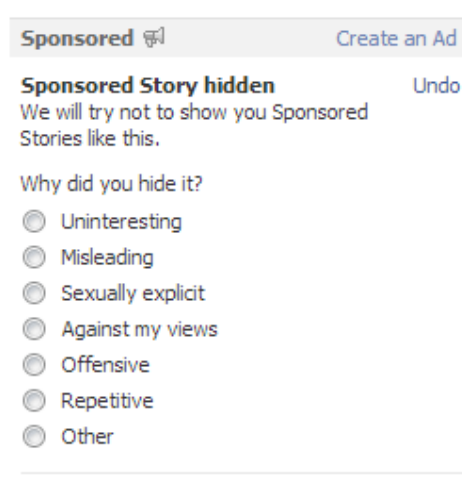 Sponsored Create an Ad
Sponsored Story hidden Undo
We will try not to show you Sponsored
Stories like this.
Why did you hide it?
Uninteresting
Misleading
Sexually explicit
Against my views
Offensive
Repetitive
Other